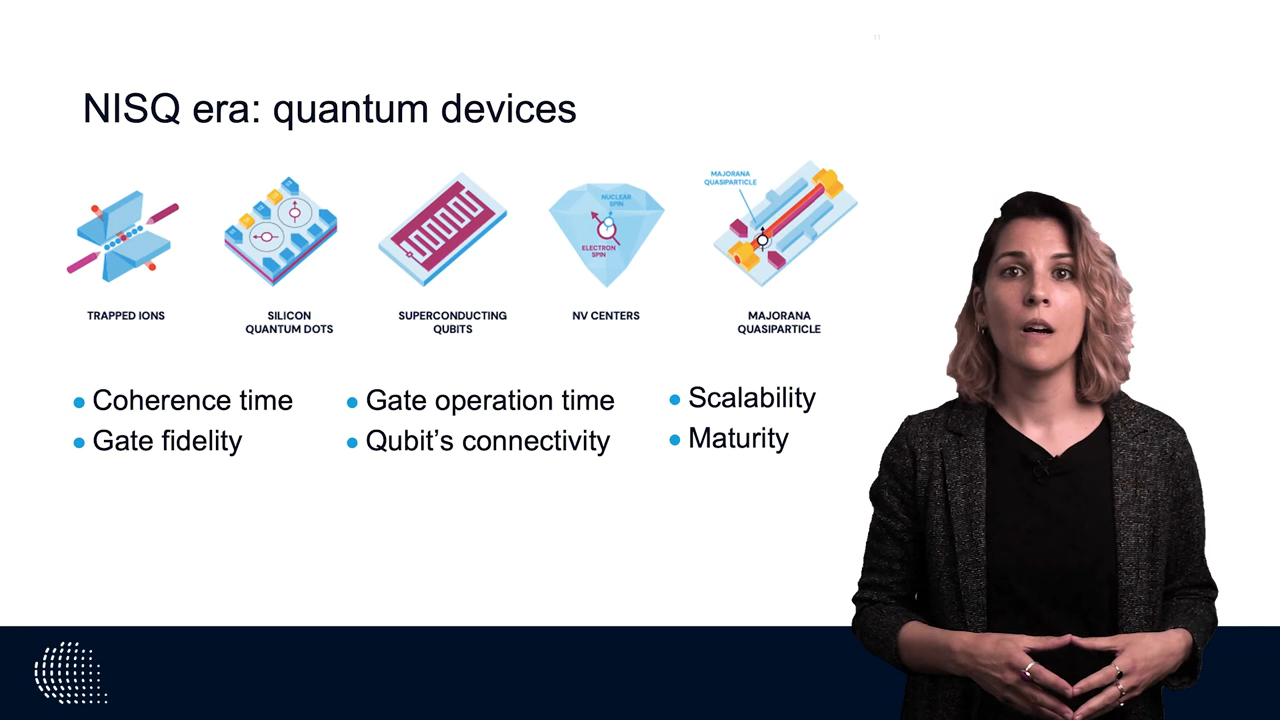 11
NISQ era: quantum devices
MAJORANA
QUASIPARTICLE
NUCLEAR
SPIN
ELECTRON
SPIN
TRAPPED IONS
SILICON
QUANTUM DOTS
SUPERCONDUCTING
QUBITS
NV CENTERS
MAJORANA
QUASIPARTICLE
• Coherence time
• Gate fidelity
• Gate operation time
• Qubit’s connectivity
• Scalability
• Maturity